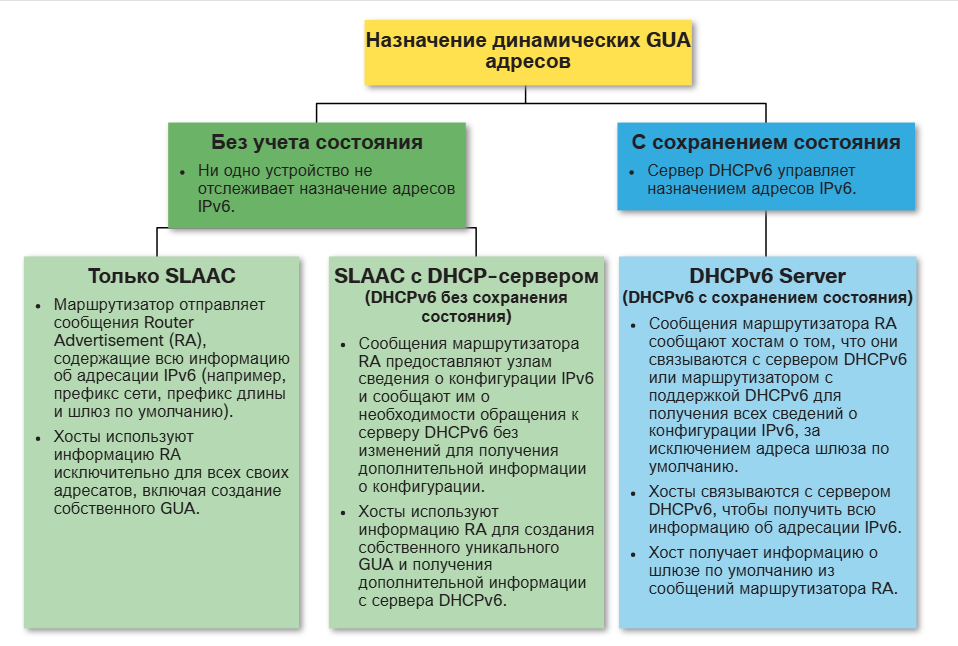 Назначение динамических GUA
адресов
Без учета состояния
• Ни одно устройство не
отслеживает назначение адресов
IPv6.
С сохранением состояния
• Сервер DHCPv6 управляет
назначением адресов IPv6.
Только SLAAC
• Маршрутизатор отправляет
сообщения Router
Advertisement (RA),
содержащие всю информацию
об адресации IPv6 (например,
префикс сети, префикс длины
и шлюз по умолчанию).
• Хосты используют
информацию RA
исключительно для всех своих
адресатов, включая создание
собственного GUA.
SLAAC с DHCP-сервером
(DHCPv6 без сохранения
состояния)
• Сообщения маршрутизатора
RA предоставляют узлам
сведения о конфигурации IPv6
и сообщают им о
необходимости обращения к
серверу DHCPv6 без
изменений для получения
дополнительной информации
о конфигурации.
• Хосты используют
информацию RA для создания
собственного уникального
GUA и получения
дополнительной информации
с сервера DHCPv6.
DHCPv6 Server
(DHCPv6 с сохранением состояния)
• Сообщения маршрутизатора RA
сообщают хостам о том, что они
связываются с сервером DHCPv6
или маршрутизатором с
поддержкой DHCPv6 для
получения всех сведений о
конфигурации IPv6, за
исключением адреса шлюза по
умолчанию.
• Хосты связываются с сервером
DHCPv6, чтобы получить всю
информацию об адресации IPv6.
• Хост получает информацию о
шлюзе по умолчанию из
сообщений маршрутизатора RA.